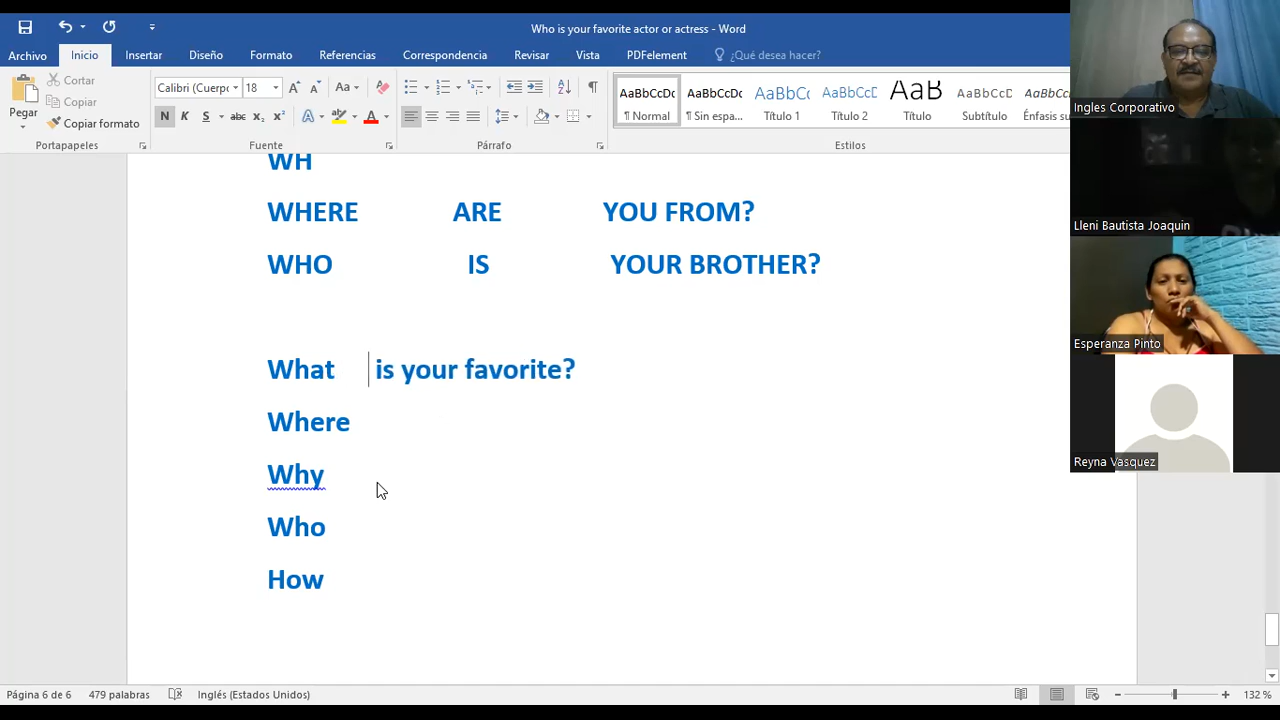 Who is your favorite actor or actress - Word
Archivo Inicio Insertar Diseño Formato Referencias Correspondencia Revisar Vista PDFelement ¿Qué desea hacer?
Pegar
Cortar
Copiar
Copiar formato
Portapapeles
Calibri (Cuerpo 18
N K S abc x₂ x²
Fuente
Párrafo
AaBbCcDc AaBbCcDc AaBbCc AaBbCcD AaB AaBbCcD AaBbCcD
¶ Normal ¶ Sin espa... Título 1 Título 2 Título Subtítulo Énfasis su
Estilos
WH
WHERE ARE YOU FROM?
WHO IS YOUR BROTHER?
What is your favorite?
Where
Why
Who
How
Página 6 de 6 479 palabras Inglés (Estados Unidos) 132 %
Ingles Corporativo
Lleni Bautista Joaquin
Esperanza Pinto
Reyna Vasquez